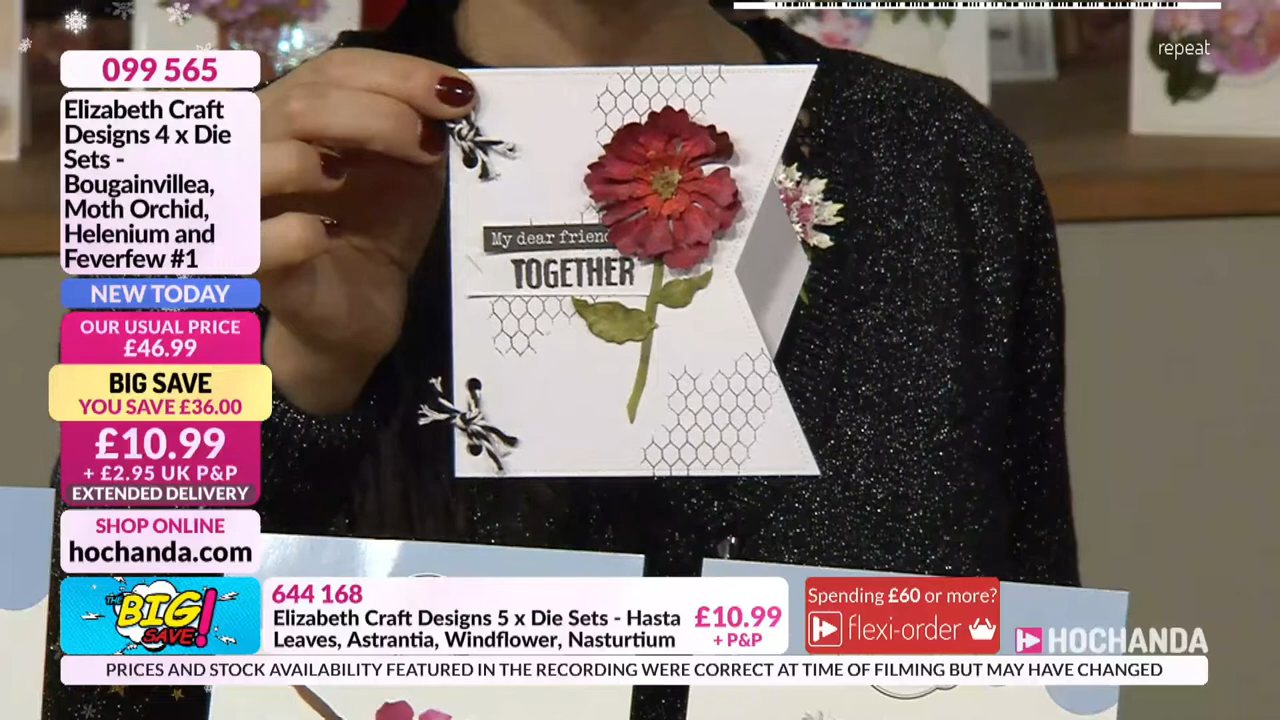 repeat
099 565
Elizabeth Craft
Designs 4 x Die
Sets -
Bougainvillea,
Moth Orchid,
Helenium and
Feverfew #1
NEW TODAY
OUR USUAL PRICE
£46.99
BIG SAVE
YOU SAVE £36.00
£10.99
+ £2.95 UK P&P
EXTENDED DELIVERY
SHOP ONLINE
hochanda.com
My dear friend
TOGETHER
THE BIG SAVE!
644 168
Elizabeth Craft Designs 5 x Die Sets - Hasta
Leaves, Astrantia, Windflower, Nasturtium
£10.99
+ P&P
Spending £60 or more?
flexi-order
HOCHANDA
PRICES AND STOCK AVAILABILITY FEATURED IN THE RECORDING WERE CORRECT AT TIME OF FILMING BUT MAY HAVE CHANGED